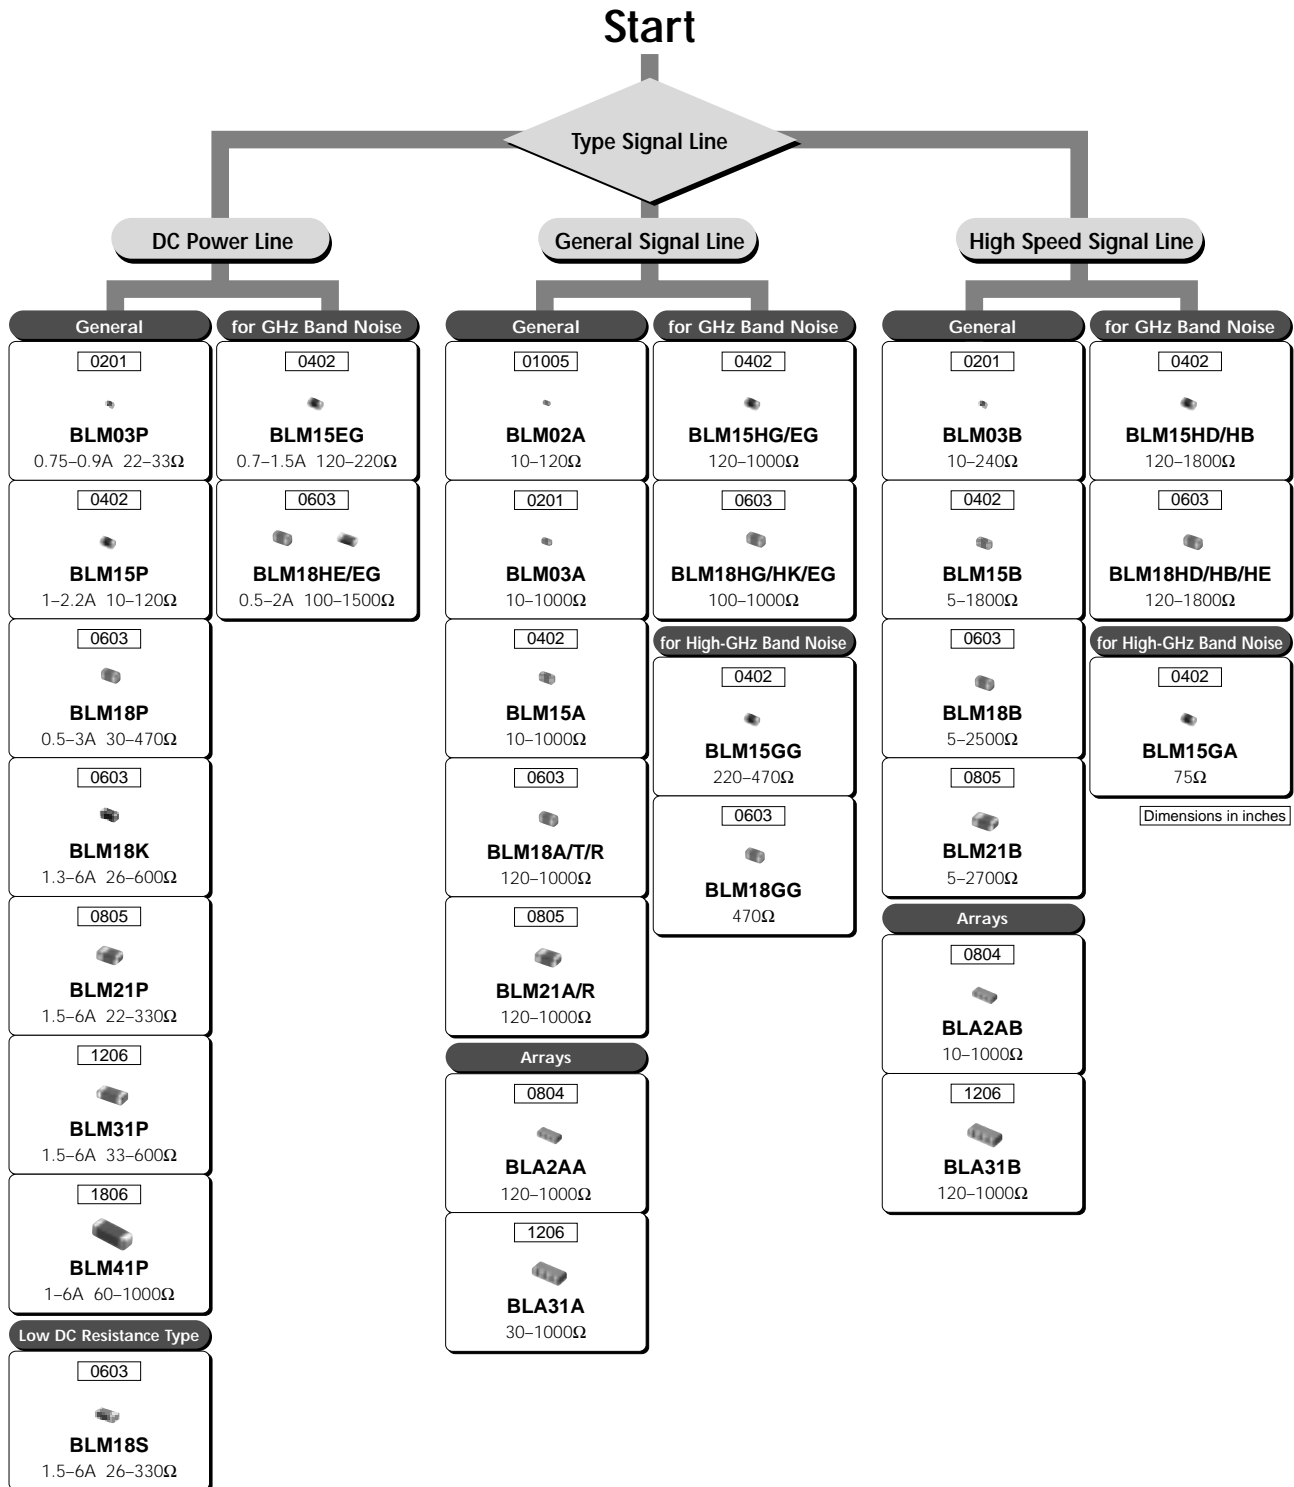 Start
Type Signal Line
DC Power Line
General
0201
BLM03P
0.75–0.9A 22–33Ω
0402
BLM15P
1–2.2A 10–120Ω
0603
BLM18P
0.5–3A 30–470Ω
0603
BLM18K
1.3–6A 26–600Ω
0805
BLM21P
1.5–6A 22–330Ω
1206
BLM31P
1.5–6A 33–600Ω
1806
BLM41P
1–6A 60–1000Ω
Low DC Resistance Type
0603
BLM18S
1.5–6A 26–330Ω
for GHz Band Noise
0402
BLM15EG
0.7–1.5A 120–220Ω
0603
BLM18HE/EG
0.5–2A 100–1500Ω
General Signal Line
General
01005
BLM02A
10–120Ω
0201
BLM03A
10–1000Ω
0402
BLM15A
10–1000Ω
0603
BLM18A/T/R
120–1000Ω
0805
BLM21A/R
120–1000Ω
Arrays
0804
BLA2AA
120–1000Ω
1206
BLA31A
30–1000Ω
for GHz Band Noise
0402
BLM15HG/EG
120–1000Ω
0603
BLM18HG/HK/EG
100–1000Ω
for High-GHz Band Noise
0402
BLM15GG
220–470Ω
0603
BLM18GG
470Ω
High Speed Signal Line
General
0201
BLM03B
10–240Ω
0402
BLM15B
5–1800Ω
0603
BLM18B
5–2500Ω
0805
BLM21B
5–2700Ω
Arrays
0804
BLA2AB
10–1000Ω
1206
BLA31B
120–1000Ω
for GHz Band Noise
0402
BLM15HD/HB
120–1800Ω
0603
BLM18HD/HB/HE
120–1800Ω
for High-GHz Band Noise
0402
BLM15GA
75Ω
Dimensions in inches